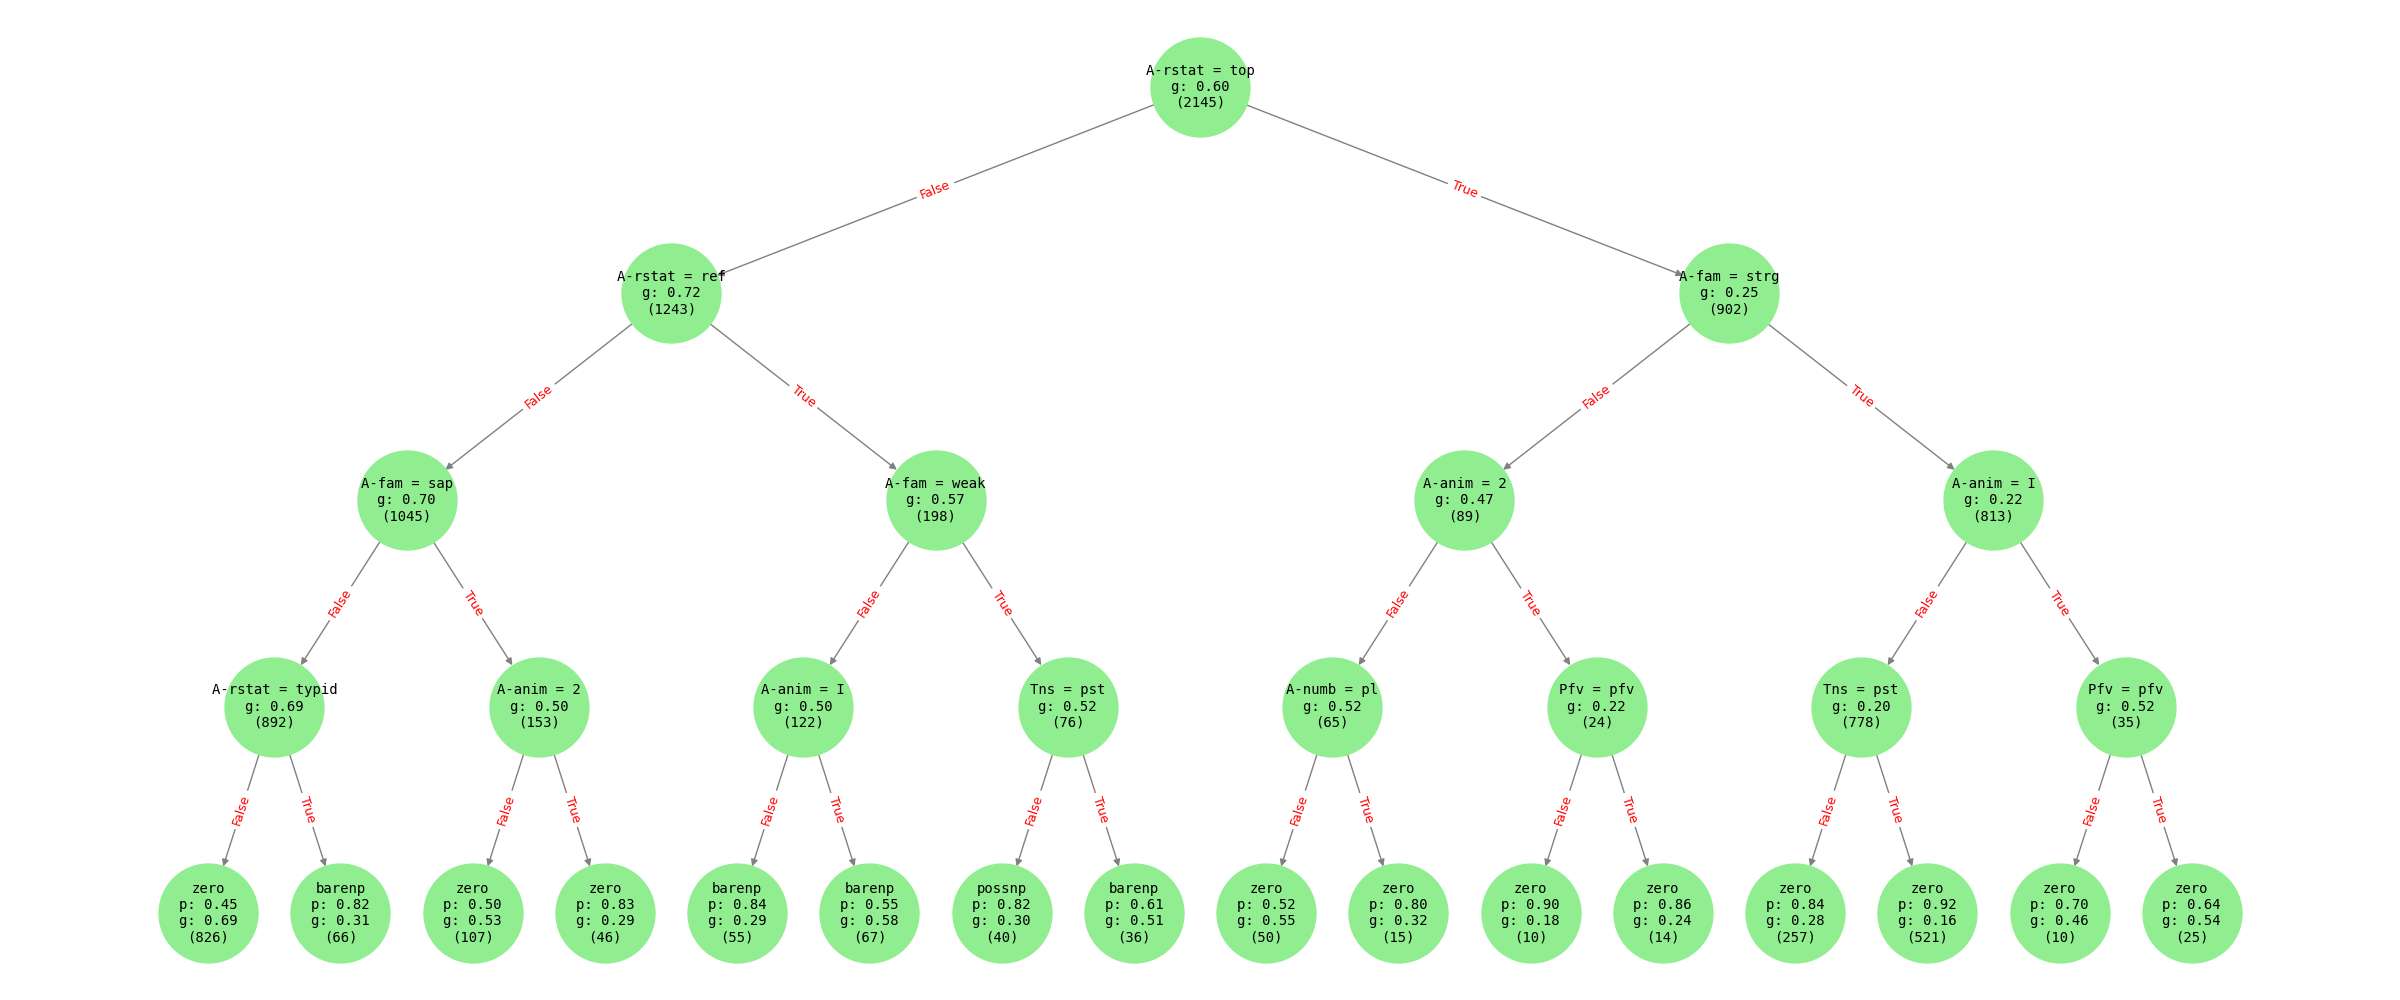 A-rstat = top
g: 0.60
(2145)
False
True
A-rstat = ref
g: 0.72
(1243)
A-fam = strg
g: 0.25
(902)
False
True
False
True
A-fam = sap
g: 0.70
(1045)
A-fam = weak
g: 0.57
(198)
A-anim = 2
g: 0.47
(89)
A-anim = I
g: 0.22
(813)
False
True
False
True
False
True
False
True
A-rstat = typid
g: 0.69
(892)
A-anim = 2
g: 0.50
(153)
A-anim = I
g: 0.50
(122)
Tns = pst
g: 0.52
(76)
A-numb = pl
g: 0.52
(65)
Pfv = pfv
g: 0.22
(24)
Tns = pst
g: 0.20
(778)
Pfv = pfv
g: 0.52
(35)
False
True
False
True
False
True
False
True
False
True
False
True
False
True
False
True
zero
p: 0.45
g: 0.69
(826)
barenp
p: 0.82
g: 0.31
(66)
zero
p: 0.50
g: 0.53
(107)
zero
p: 0.83
g: 0.29
(46)
barenp
p: 0.84
g: 0.29
(55)
barenp
p: 0.55
g: 0.58
(67)
possnp
p: 0.82
g: 0.30
(40)
barenp
p: 0.61
g: 0.51
(36)
zero
p: 0.52
g: 0.55
(50)
zero
p: 0.80
g: 0.32
(15)
zero
p: 0.90
g: 0.18
(10)
zero
p: 0.86
g: 0.24
(14)
zero
p: 0.84
g: 0.28
(257)
zero
p: 0.92
g: 0.16
(521)
zero
p: 0.70
g: 0.46
(10)
zero
p: 0.64
g: 0.54
(25)